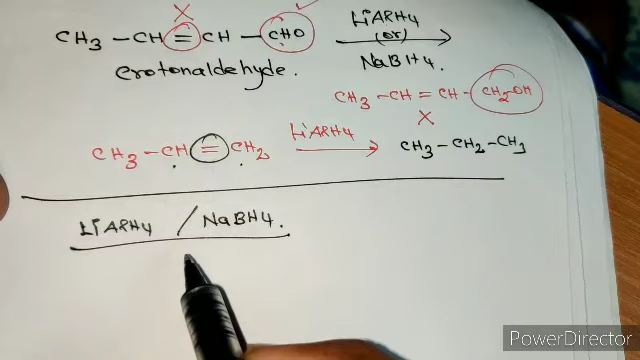 CH3 - CH = CH - CHO LiAlH4
(or)
NaBH4.
Crotonaldehyde.
CH3 - CH = CH - CH2OH
CH3 - CH = CH2 LiAlH4 CH3 - CH2 - CH3
LiAlH4 / NaBH4.
PowerDirector